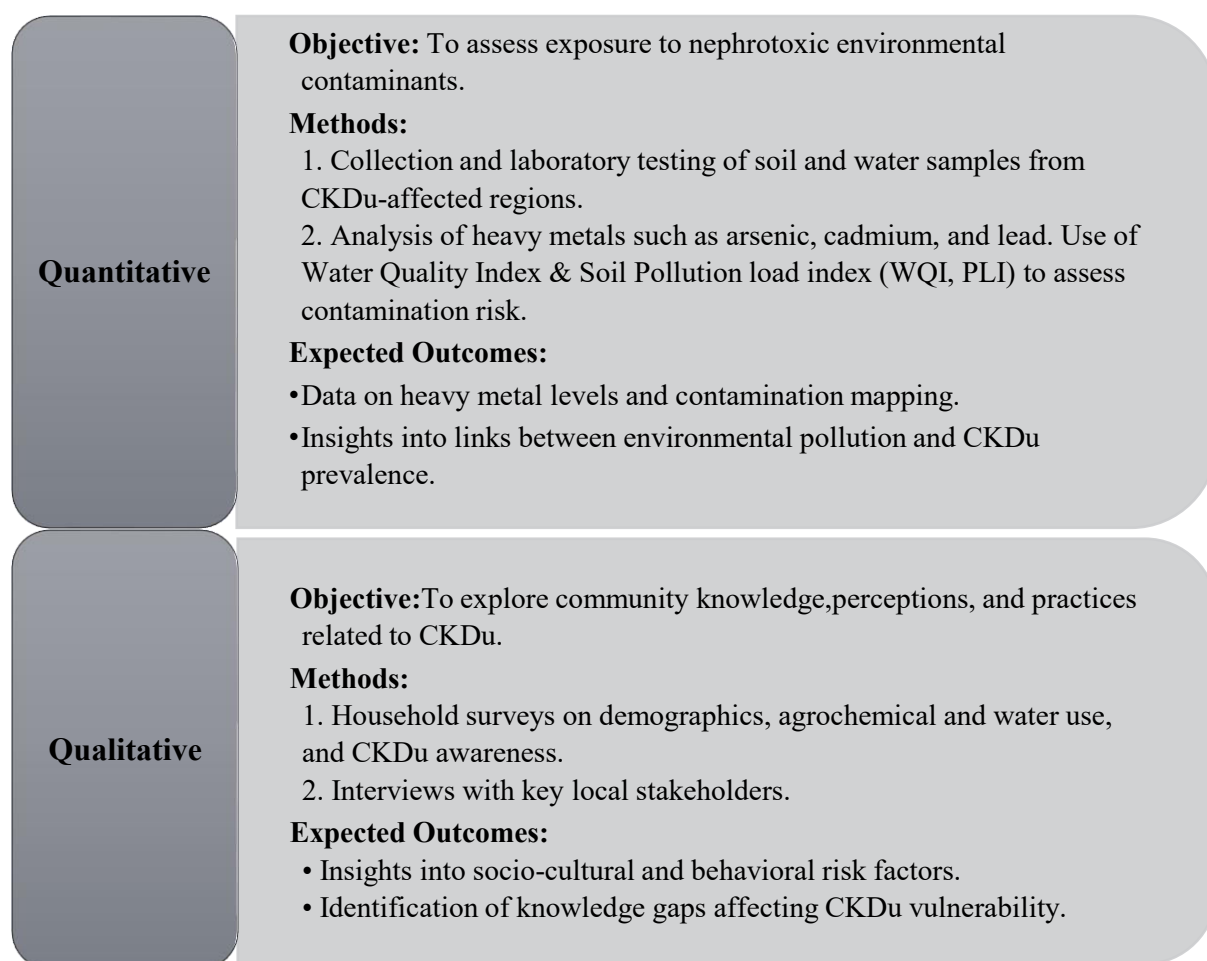 Quantitative
Objective: To assess exposure to nephrotoxic environmental
contaminants.
Methods:
1. Collection and laboratory testing of soil and water samples from
CKDu-affected regions.
2. Analysis of heavy metals such as arsenic, cadmium, and lead. Use of
Water Quality Index & Soil Pollution load index (WQI, PLI) to assess
contamination risk.
Expected Outcomes:
•Data on heavy metal levels and contamination mapping.
•Insights into links between environmental pollution and CKDu
prevalence.
Qualitative
Objective:To explore community knowledge,perceptions, and practices
related to CKDu.
Methods:
1. Household surveys on demographics, agrochemical and water use,
and CKDu awareness.
2. Interviews with key local stakeholders.
Expected Outcomes:
• Insights into socio-cultural and behavioral risk factors.
• Identification of knowledge gaps affecting CKDu vulnerability.